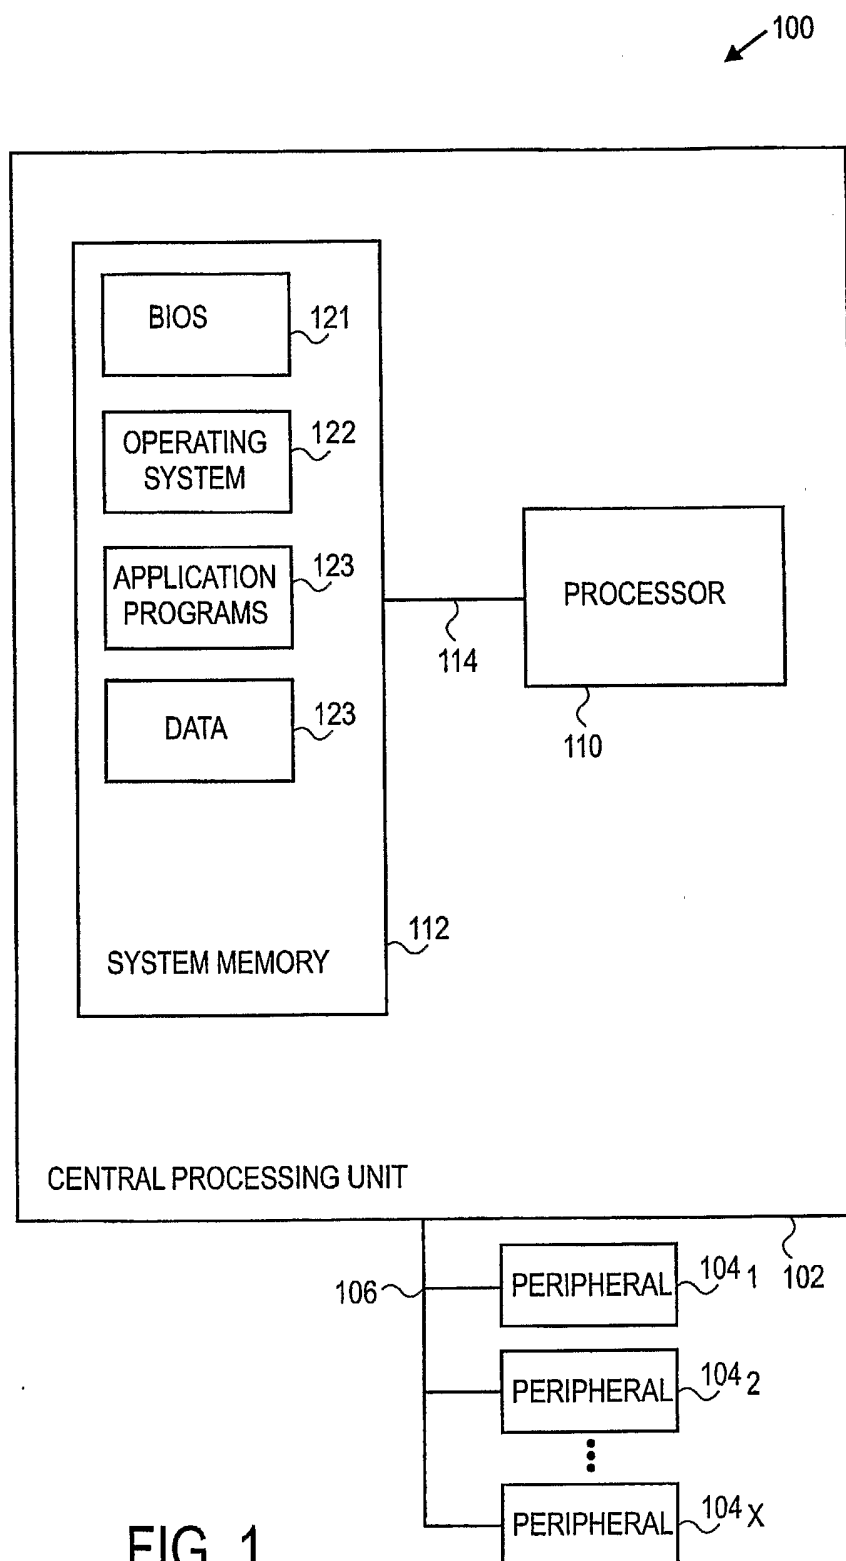 100
BIOS
121
OPERATING
SYSTEM
122
APPLICATION
PROGRAMS
123
DATA
123
PROCESSOR
114
110
112
SYSTEM MEMORY
CENTRAL PROCESSING UNIT
102
106
PERIPHERAL
104 1
PERIPHERAL
104 2
PERIPHERAL
104 X
FIG. 1